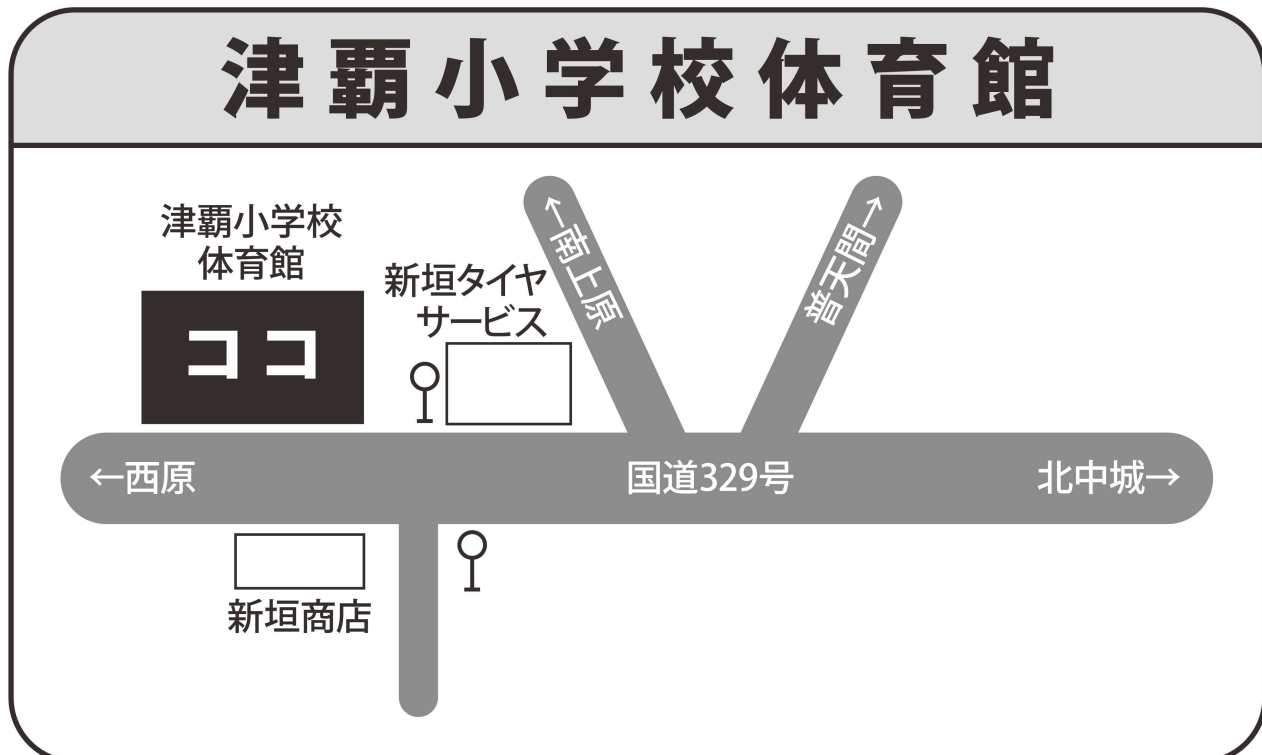 津覇小学校体育館
津覇小学校
体育館
ココ
新垣タイヤ
サービス
←南上原
普天間→
←西原
国道329号
北中城→
新垣商店